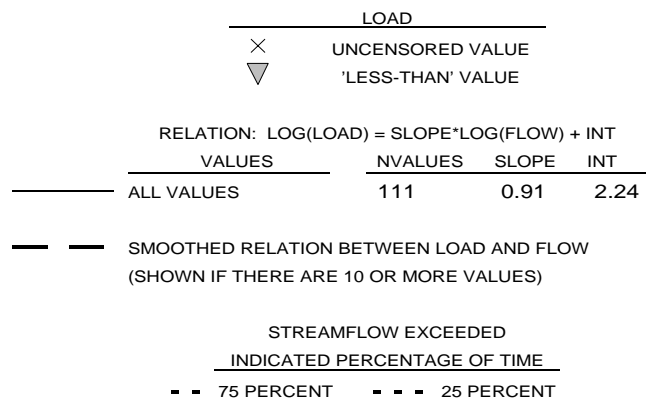 LOAD
UNCENSORED VALUE
'LESS-THAN' VALUE
RELATION: LOG(LOAD) = SLOPE*LOG(FLOW) + INT
VALUES NVALUES SLOPE INT
ALL VALUES 111 0.91 2.24
SMOOTHED RELATION BETWEEN LOAD AND FLOW
(SHOWN IF THERE ARE 10 OR MORE VALUES)
STREAMFLOW EXCEEDED
INDICATED PERCENTAGE OF TIME
75 PERCENT 25 PERCENT